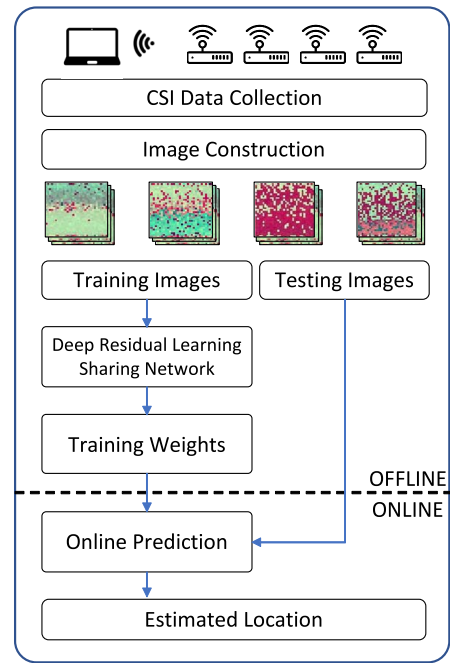 CSI Data Collection
Image Construction
Training Images
Testing Images
Deep Residual Learning
Sharing Network
Training Weights
OFFLINE
ONLINE
Online Prediction
Estimated Location